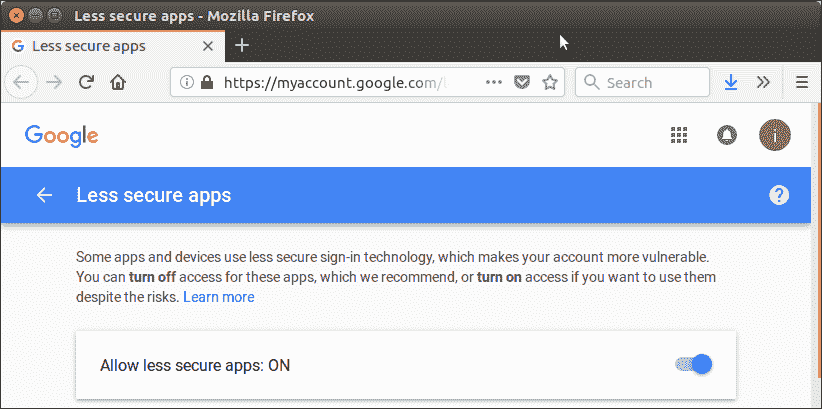 Less secure apps - Mozilla Firefox
Less secure apps
https://myaccount.google.com/l
Search
Google
i
Less secure apps
Some apps and devices use less secure sign-in technology, which makes your account more vulnerable.
You can turn off access for these apps, which we recommend, or turn on access if you want to use them
despite the risks. Learn more
Allow less secure apps: ON